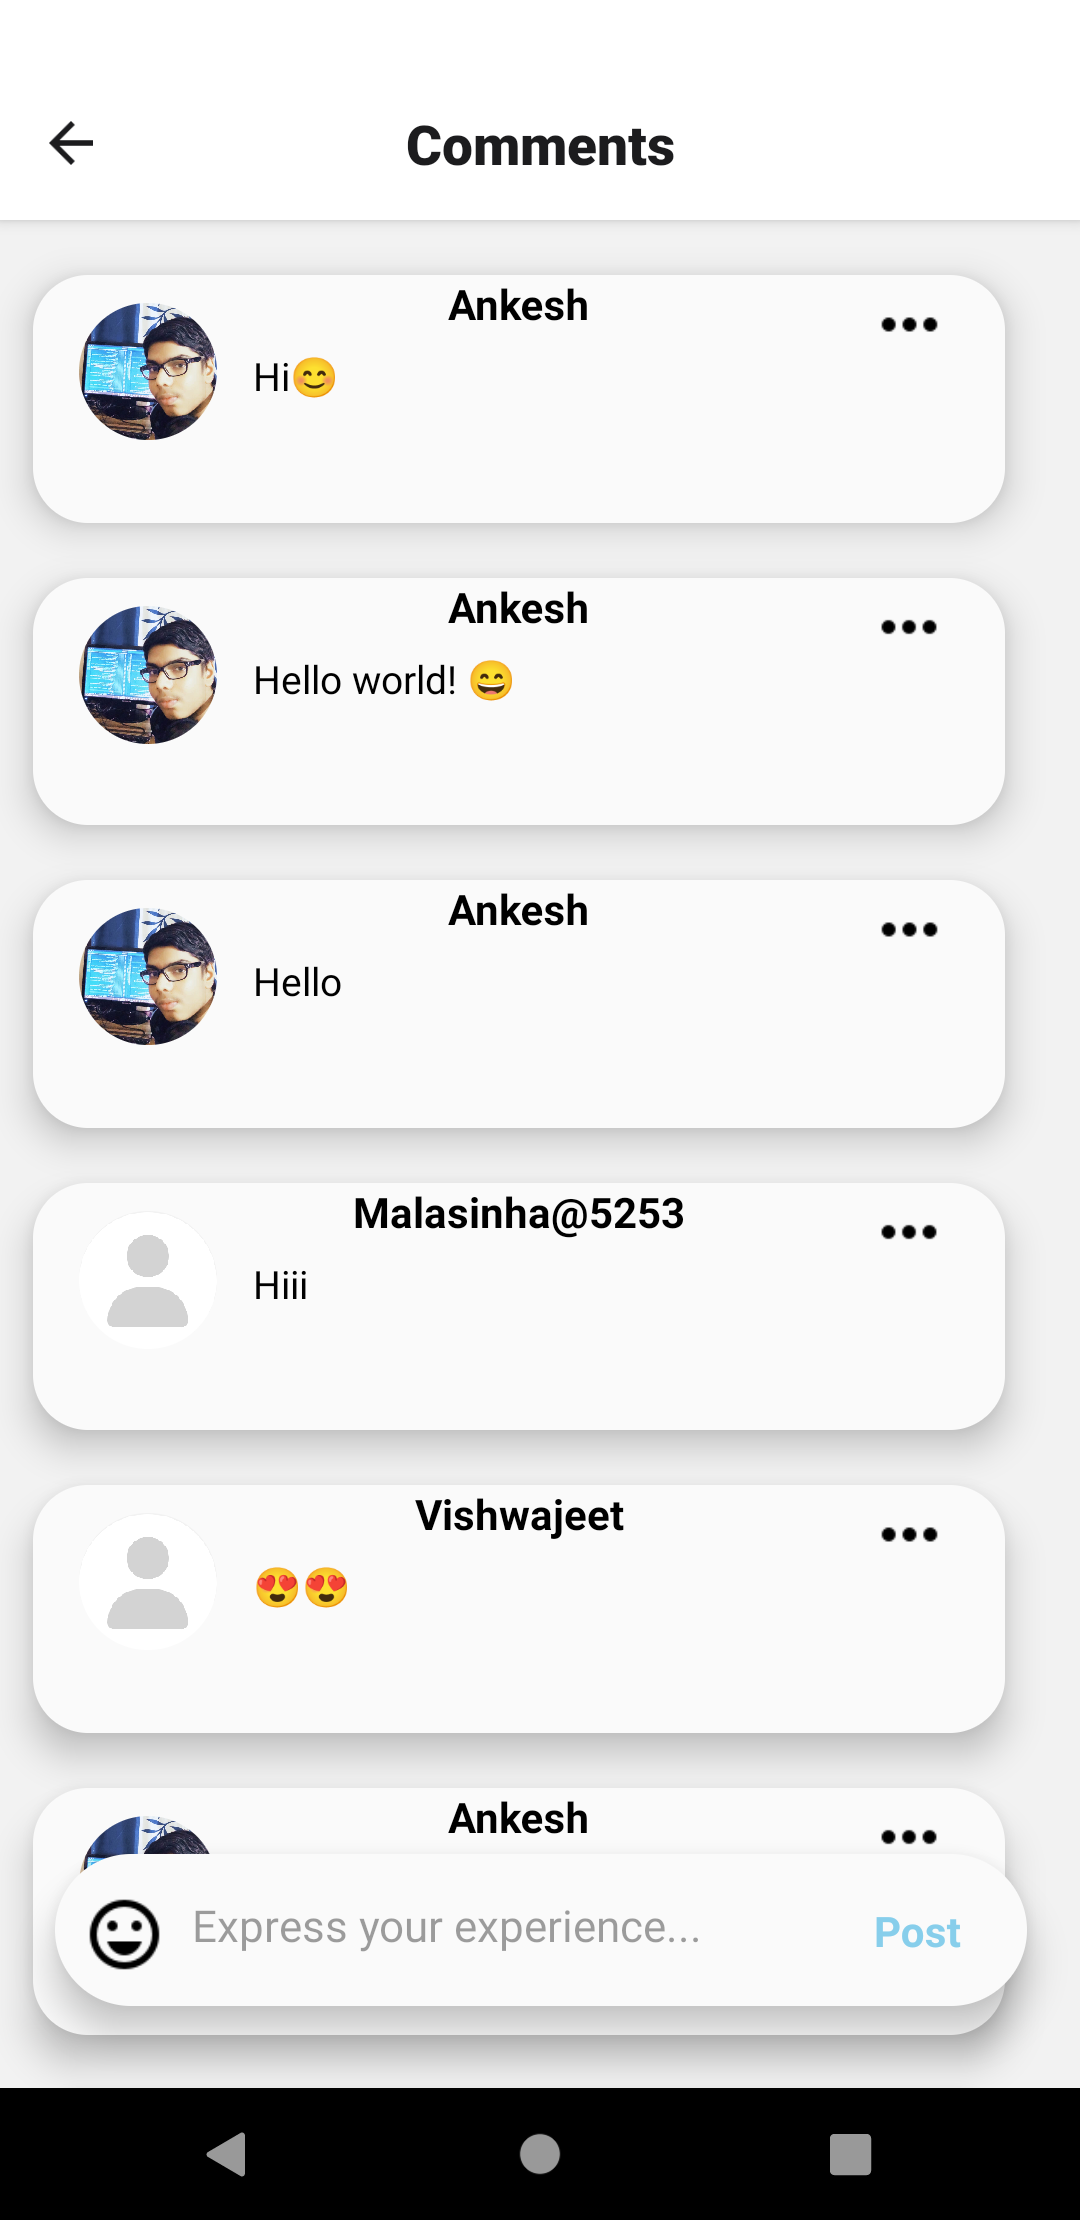 Comments
Ankesh
Hi😊
Ankesh
Hello world! 😄
Ankesh
Hello
Malasinha@5253
Hiii
Vishwajeet
😍😍
Ankesh
Express your experience...
Post